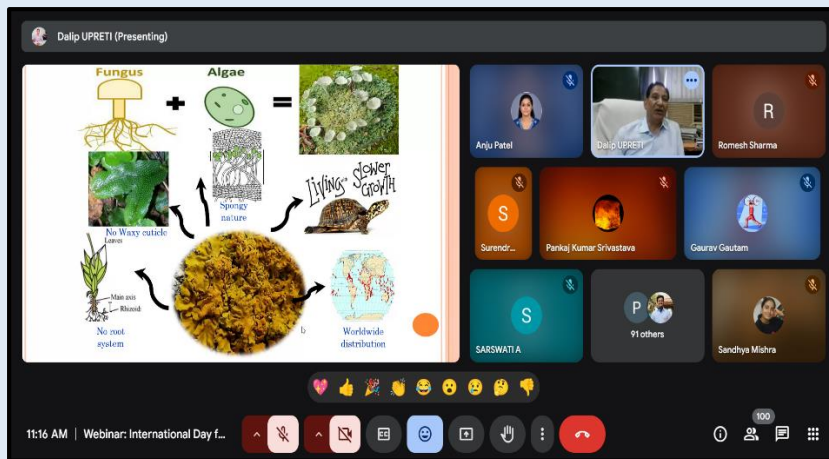 Dalip UPRETI (Presenting)
Fungus
Algae
+
=
No Waxy cuticle
Spongy
nature
LIVINGS SLOWER
GROWTH
Leaves
Main axis
Rhizoid
No root
system
b
Worldwide
distribution
Anju Patel
Dalip UPRETI
R
Romesh Sharma
S
Surendr...
Pankaj Kumar Srivastava
Gaurav Gautam
S
SARSWATI A
P
91 others
Sandhya Mishra
11:16 AM | Webinar: International Day f...
CC
100